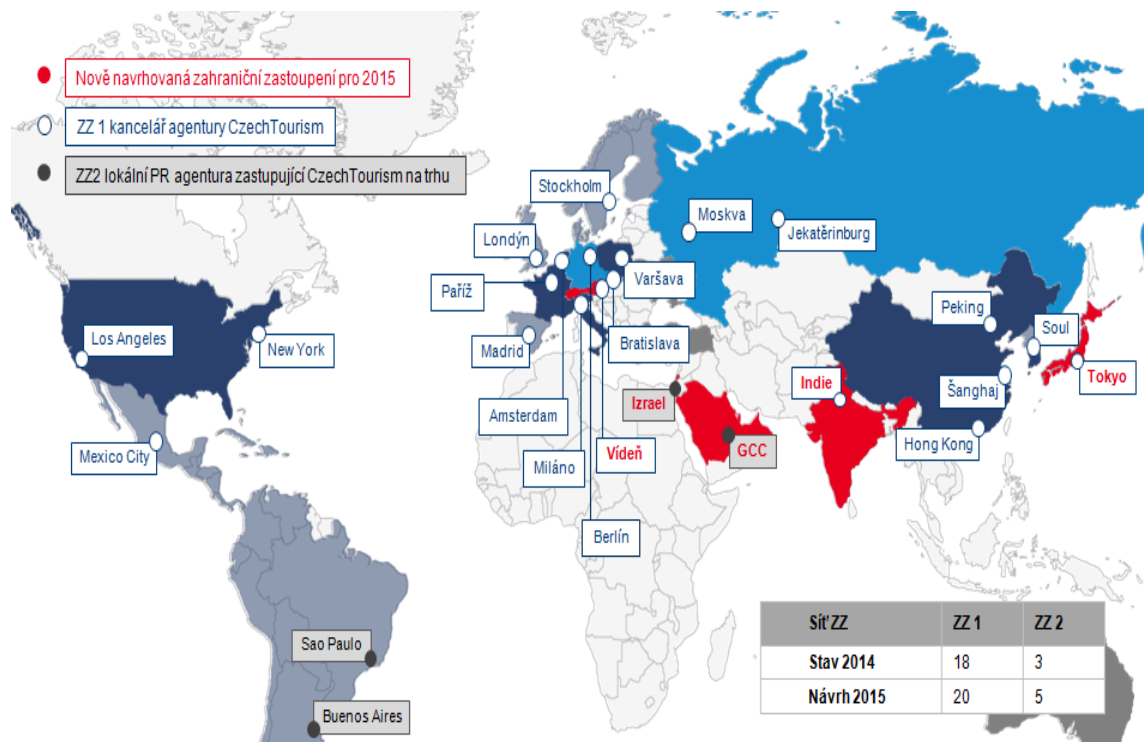 Nově navrhovaná zahraniční zastoupení pro 2015
ZZ 1 kancelář agentury CzechTourism
ZZ2 lokální PR agentura zastupující CzechTourism na trhu
Stockholm
Moskva
Jekatěrinburg
Londýn
Varšava
Paříž
Peking
Soul
Los Angeles
New York
Madrid
Bratislava
Tokyo
Indie
Šanghaj
Izrael
Amsterdam
Hong Kong
Mexico City
Miláno
Vídeň
GCC
Berlín
Síť ZZ ZZ 1 ZZ 2
Stav 2014 18 3
Návrh 2015 20 5
Sao Paulo
Buenos Aires